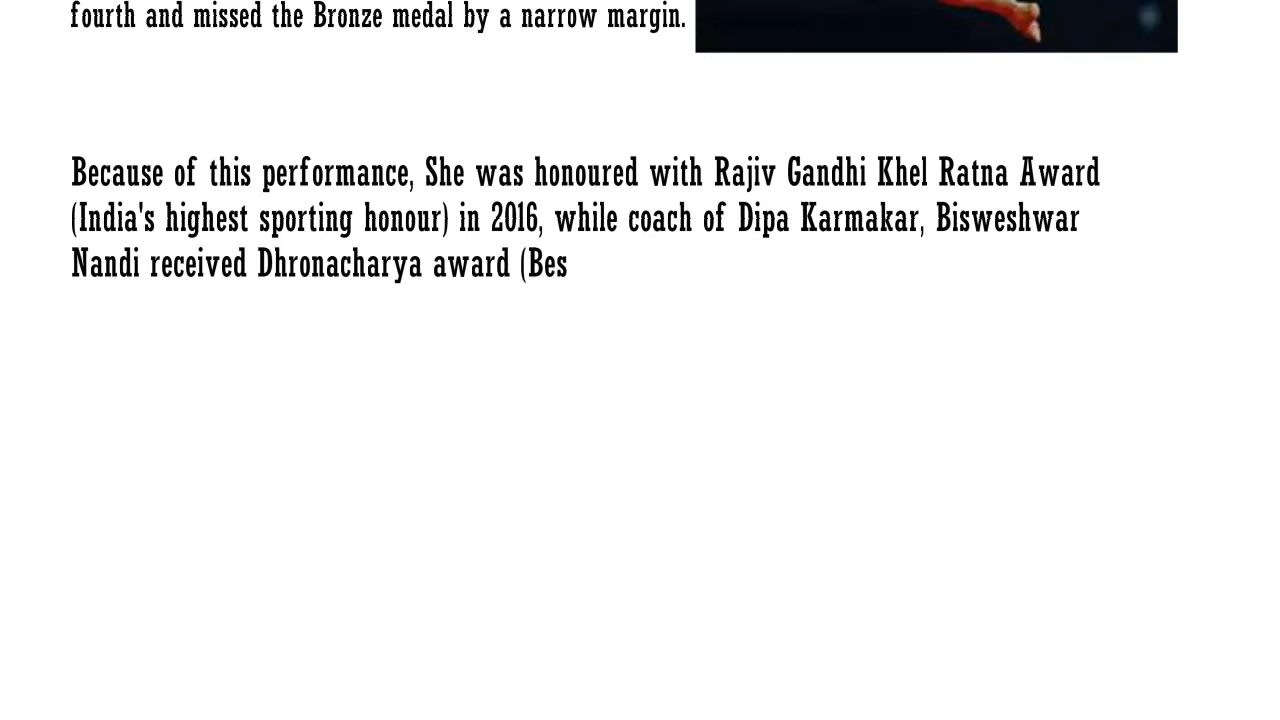 fourth and missed the Bronze medal by a narrow margin.
Because of this performance, She was honoured with Rajiv Gandhi Khel Ratna Award
(India's highest sporting honour) in 2016, while coach of Dipa Karmakar, Bisweshwar
Nandi received Dhronacharya award (Bes